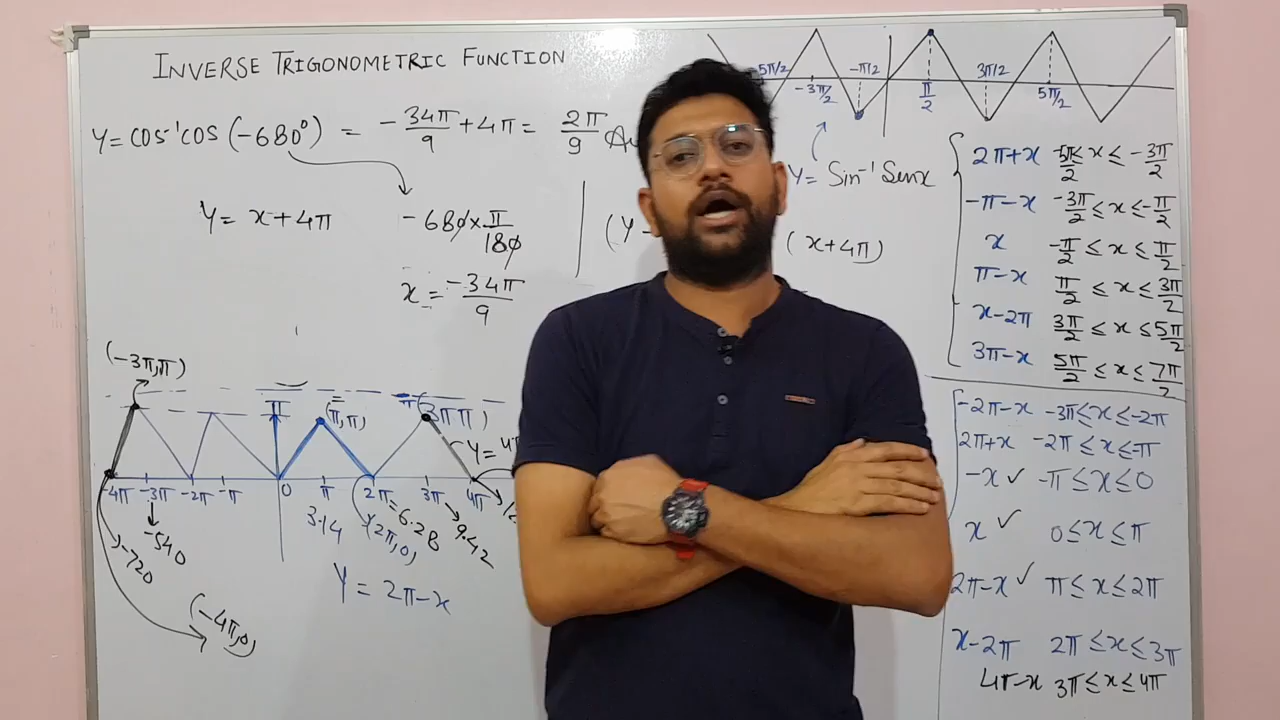 INVERSE TRIGONOMETRIC FUNCTION
y = cos⁻¹cos(-680°) = -34π/9 + 4π = 2π/9
y = x+4π
-680 × π/180
x = -34π/9
(y -
(x+4π)
-5π/2 -3π/2 -π/2 π/2 3π/2 5π/2
y = Sin⁻¹ Sinx
2π+x -5π/2 ≤ x ≤ -3π/2
-π-x -3π/2 ≤ x ≤ -π/2
x -π/2 ≤ x ≤ π/2
π-x π/2 ≤ x ≤ 3π/2
x-2π 3π/2 ≤ x ≤ 5π/2
3π-x 5π/2 ≤ x ≤ 7π/2
(-3π,π)
π (π,π) π (3π π)
y = 4π
-4π -3π -2π -π 0 π 2π=6.28 3π 4π
-540 3.14 (2π,0) 9.42
-720
(-4π,0)
y = 2π-x
-2π-x -3π≤x≤-2π
2π+x -2π≤x≤-π
-x ✓ -π≤x≤0
x ✓ 0≤x≤π
2π-x ✓ π≤x≤2π
x-2π 2π≤x≤3π
4π-x 3π≤x≤4π